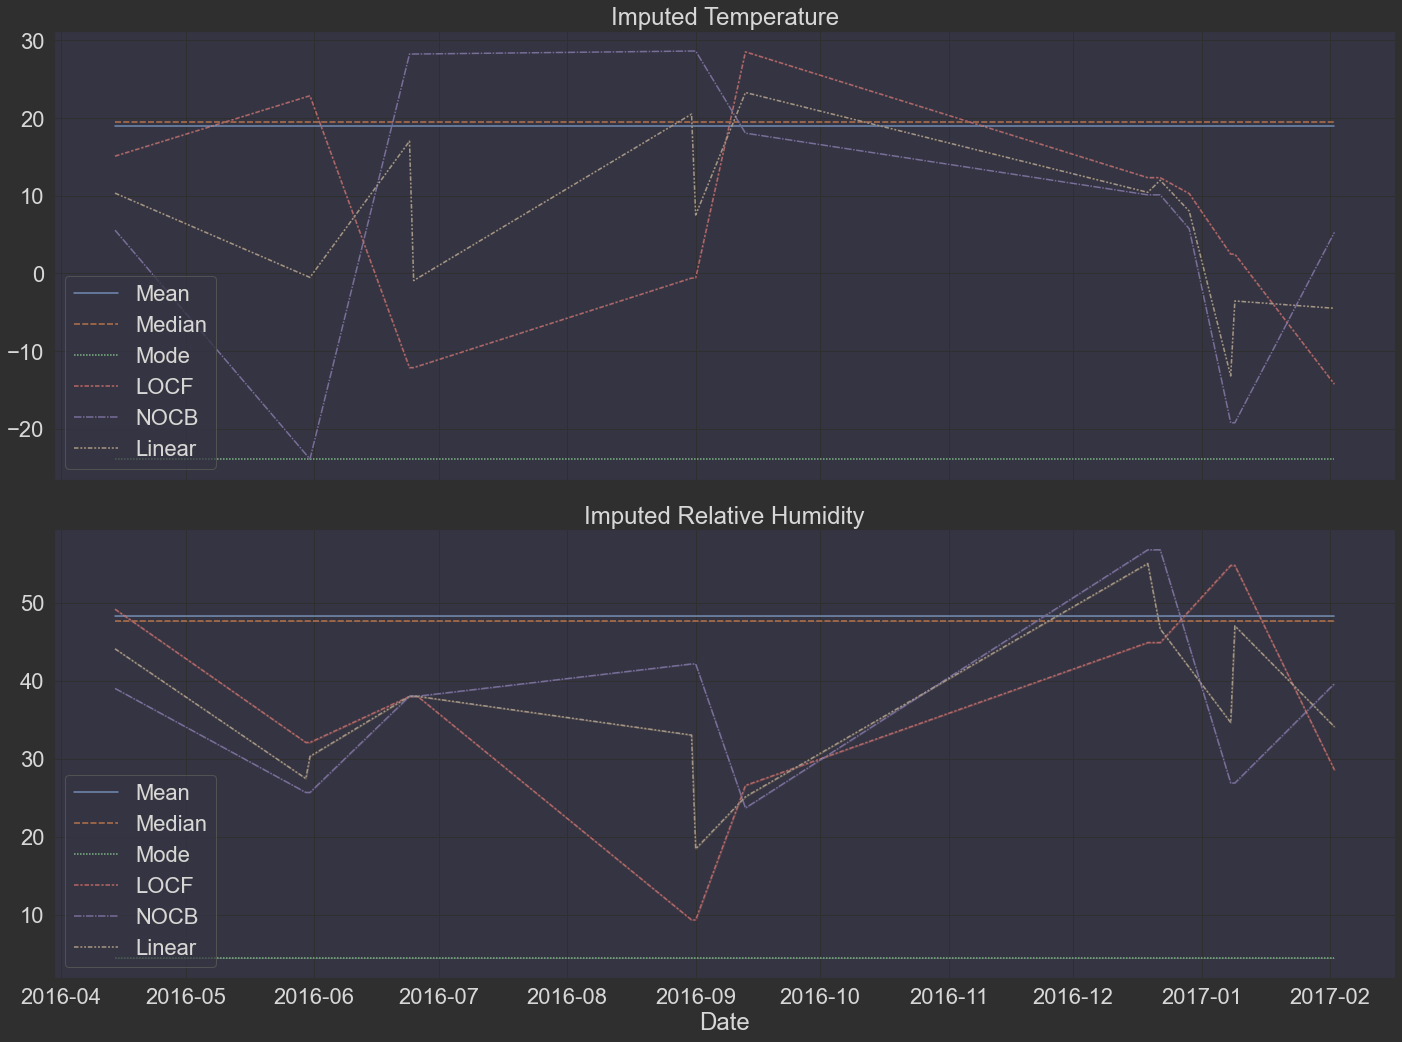 Imputed Temperature
30
20
10
0
−10
−20
Mean
Median
Mode
LOCF
NOCB
Linear
Imputed Relative Humidity
50
40
30
20
10
Mean
Median
Mode
LOCF
NOCB
Linear
2016-04 2016-05 2016-06 2016-07 2016-08 2016-09 2016-10 2016-11 2016-12 2017-01 2017-02
Date